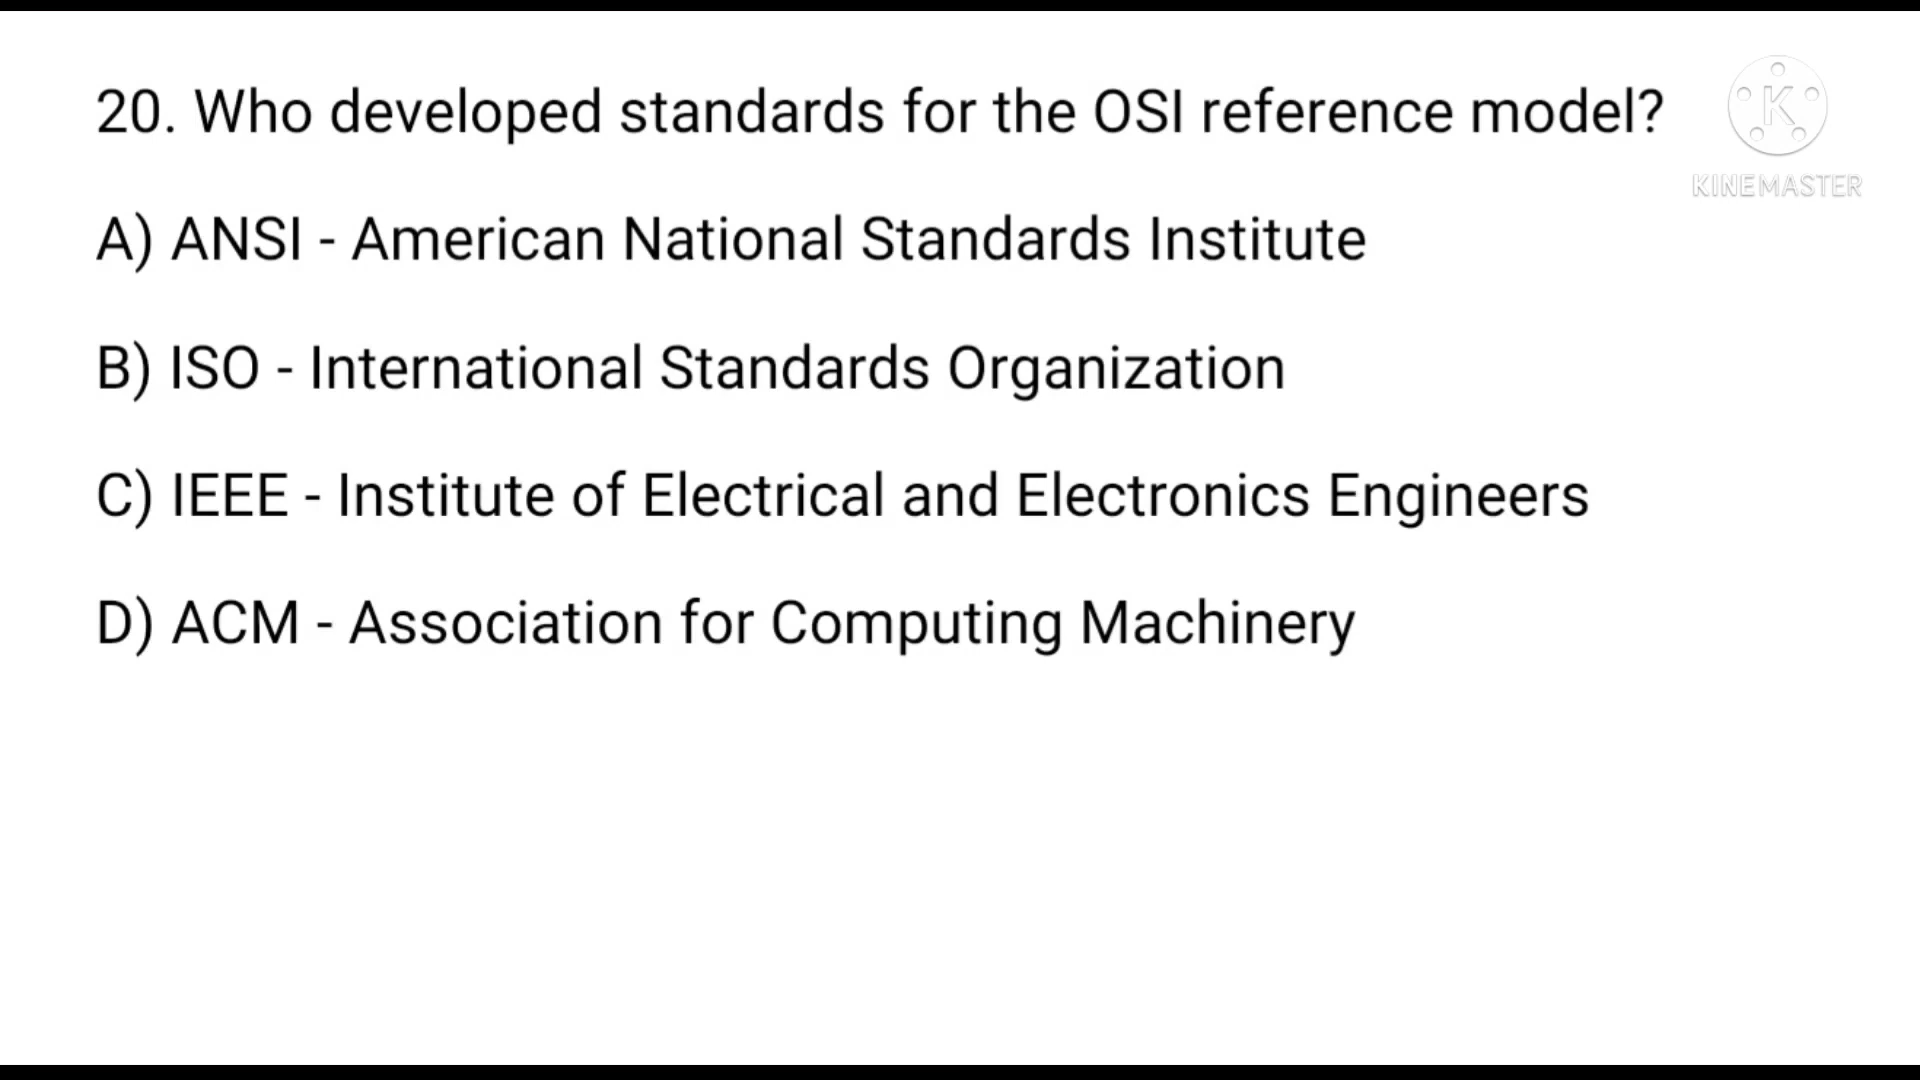 20. Who developed standards for the OSI reference model?
K
KINEMASTER
A) ANSI - American National Standards Institute
B) ISO - International Standards Organization
C) IEEE - Institute of Electrical and Electronics Engineers
D) ACM - Association for Computing Machinery